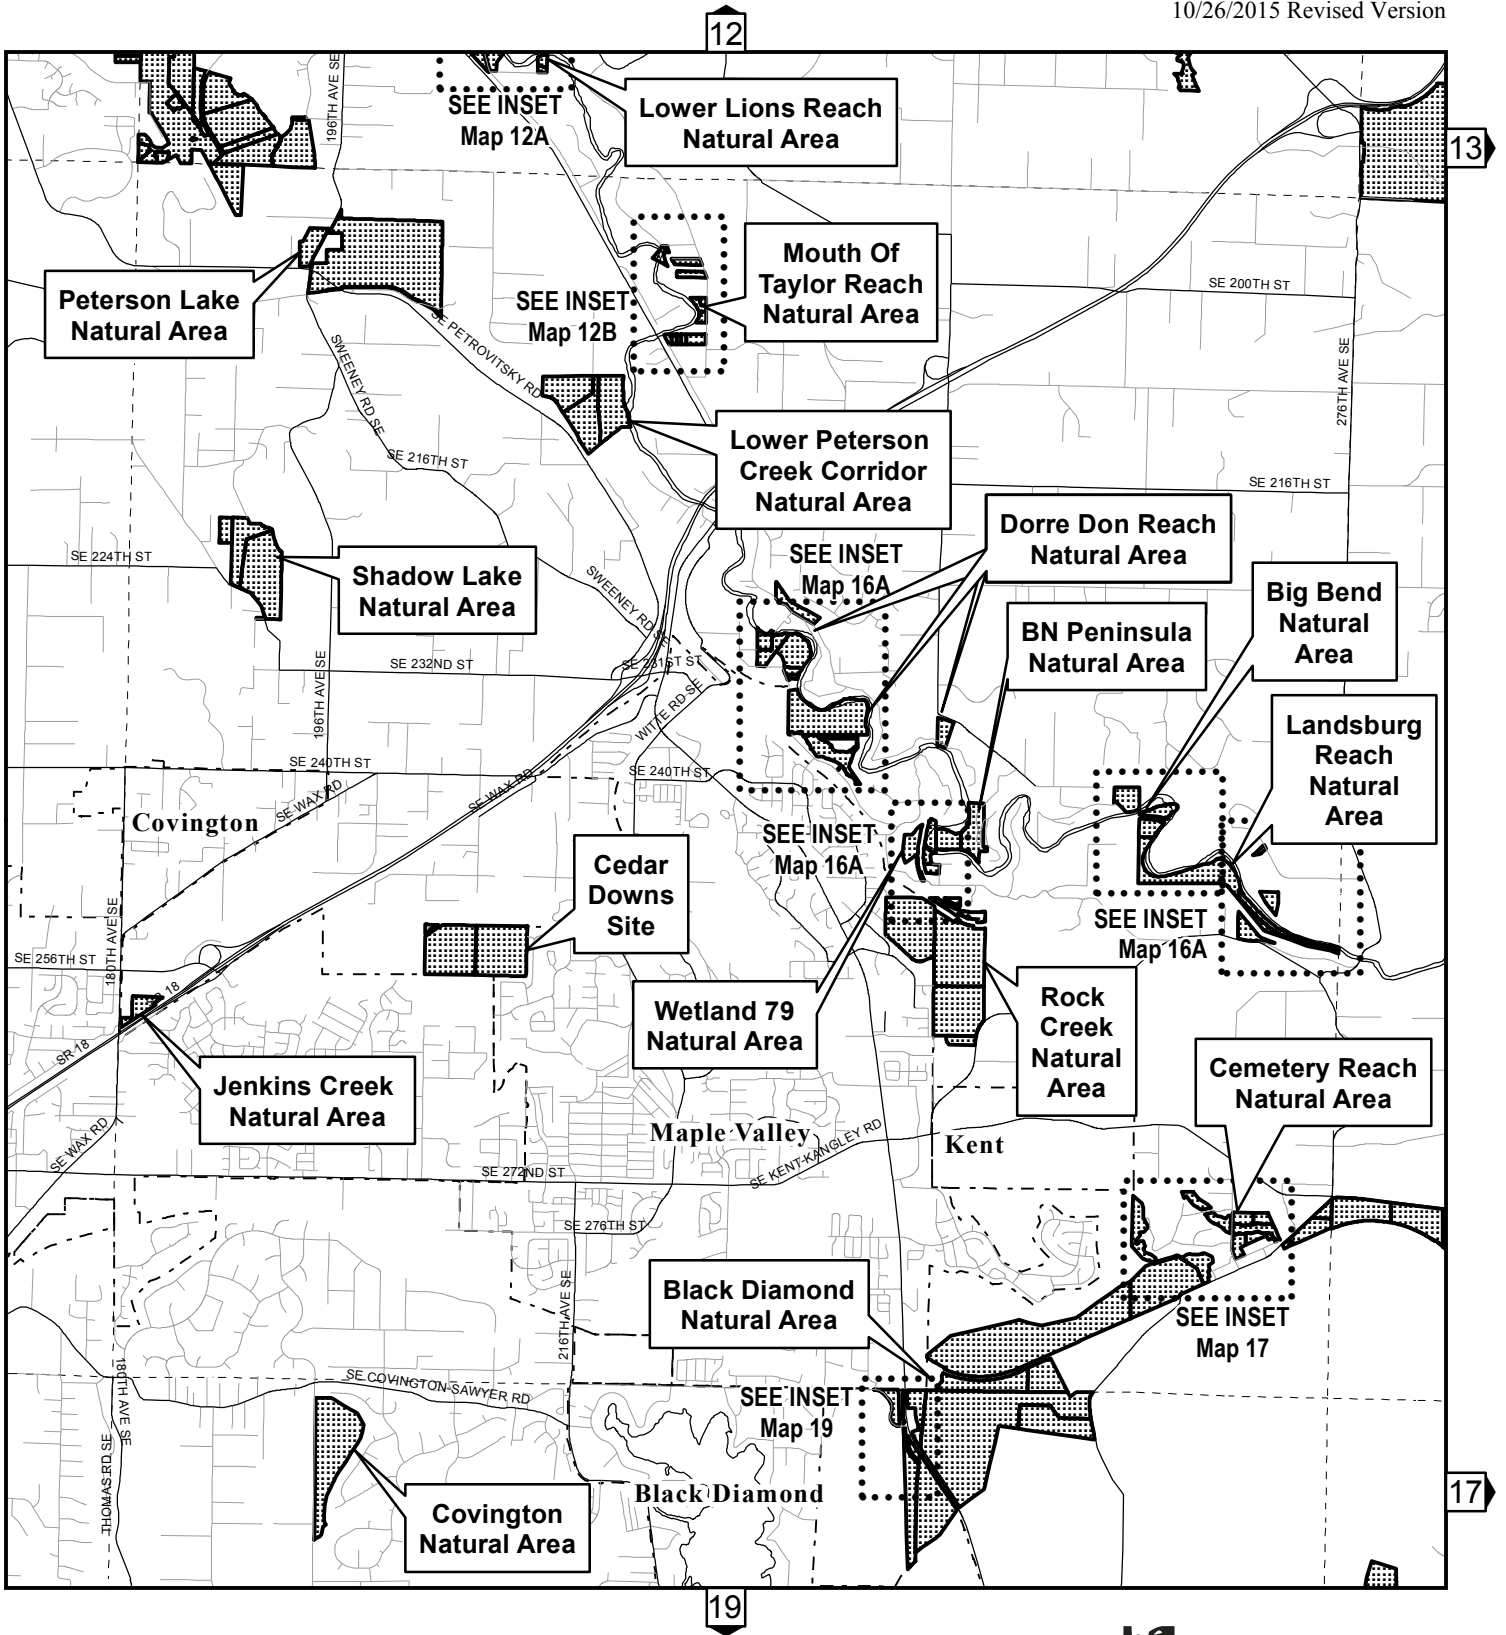 10/26/2015 Revised Version
12
196TH AVE SE
SEE INSET
Map 12A
Lower Lions Reach
Natural Area
13
Peterson Lake
Natural Area
SEE INSET
Map 12B
Mouth Of
Taylor Reach
Natural Area
SE 200TH ST
SE PETROVITSKY RD
SWEENEY RD SE
276TH AVE SE
Lower Peterson
Creek Corridor
Natural Area
SE 216TH ST
SE 216TH ST
Dorre Don Reach
Natural Area
SE 224TH ST
Shadow Lake
Natural Area
SEE INSET
Map 16A
SWEENEY RD SE
Big Bend
Natural
Area
BN Peninsula
Natural Area
SE 232ND ST
SE 231ST ST
196TH AVE SE
WITTE RD SE
Landsburg
Reach
Natural
Area
SE 240TH ST
SE 240TH ST
SE WAX RD
SE WAX RD
Covington
SEE INSET
Map 16A
Cedar
Downs
Site
180TH AVE SE
SEE INSET
Map 16A
SE 256TH ST
Wetland 79
Natural Area
Rock
Creek
Natural
Area
18
SR 18
Jenkins Creek
Natural Area
Cemetery Reach
Natural Area
SE WAX RD
Maple Valley
SE KENT-KANGLEY RD
Kent
SE 272ND ST
SE 276TH ST
Black Diamond
Natural Area
216TH AVE SE
SEE INSET
Map 17
SE COVINGTON-SAWYER RD
180TH AVE SE
SEE INSET
Map 19
THOMAS RD SE
Black Diamond
17
Covington
Natural Area
19